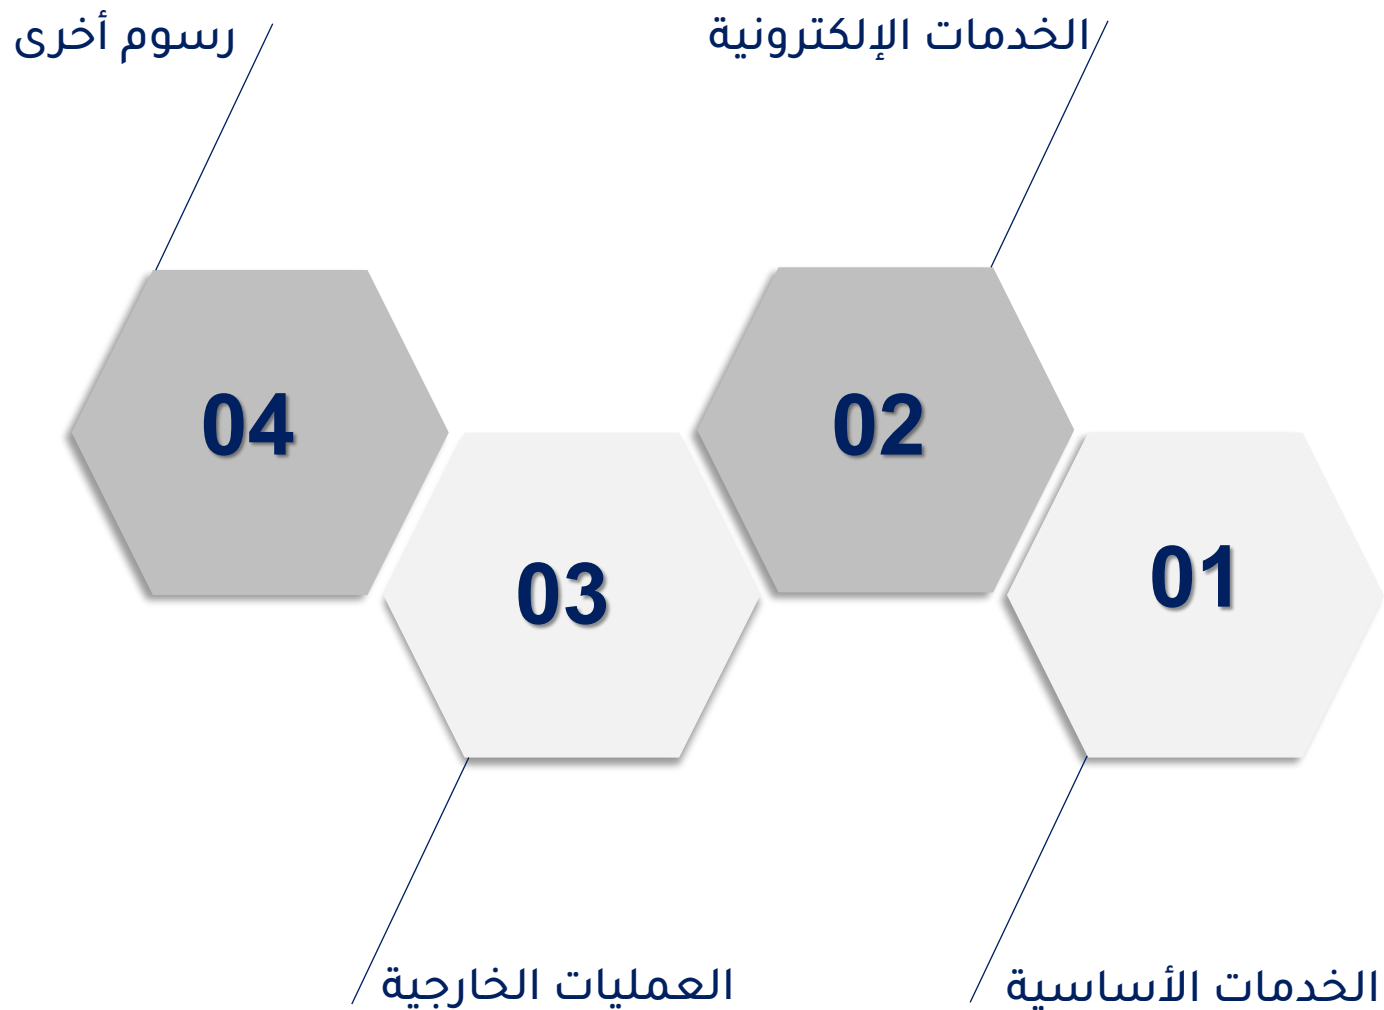 الخدمات الإلكترونية
رسوم أخرى
02
04
01
03
الخدمات الأساسية
العمليات الخارجية